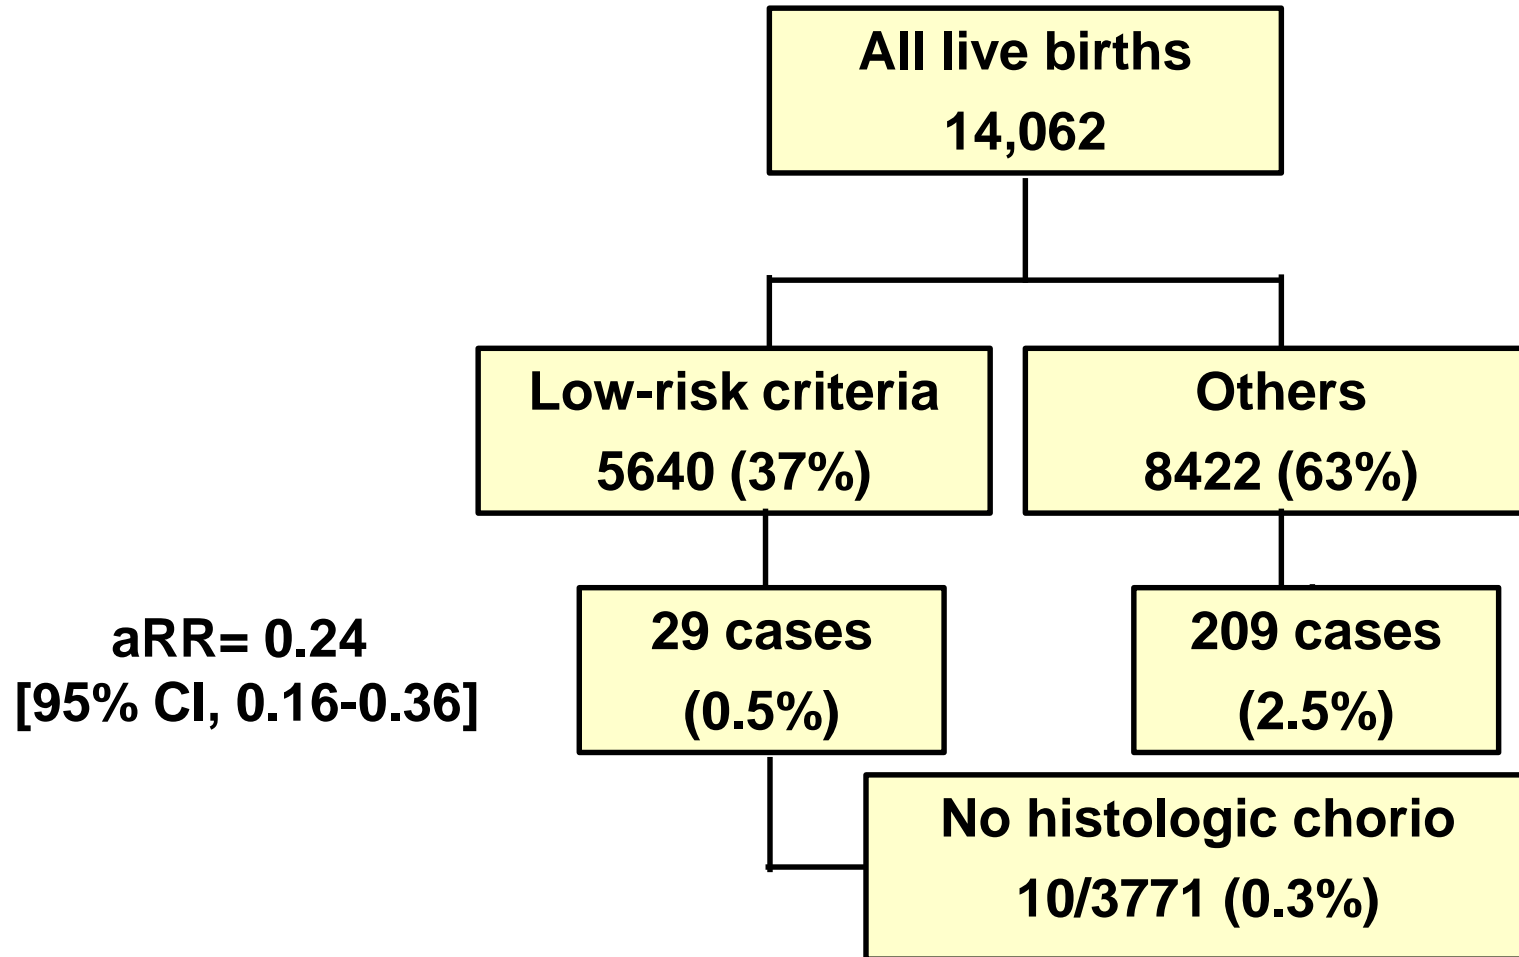 All live births
14,062
Low-risk criteria
5640 (37%)
Others
8422 (63%)
aRR= 0.24
[95% CI, 0.16-0.36]
29 cases
(0.5%)
209 cases
(2.5%)
No histologic chorio
10/3771 (0.3%)